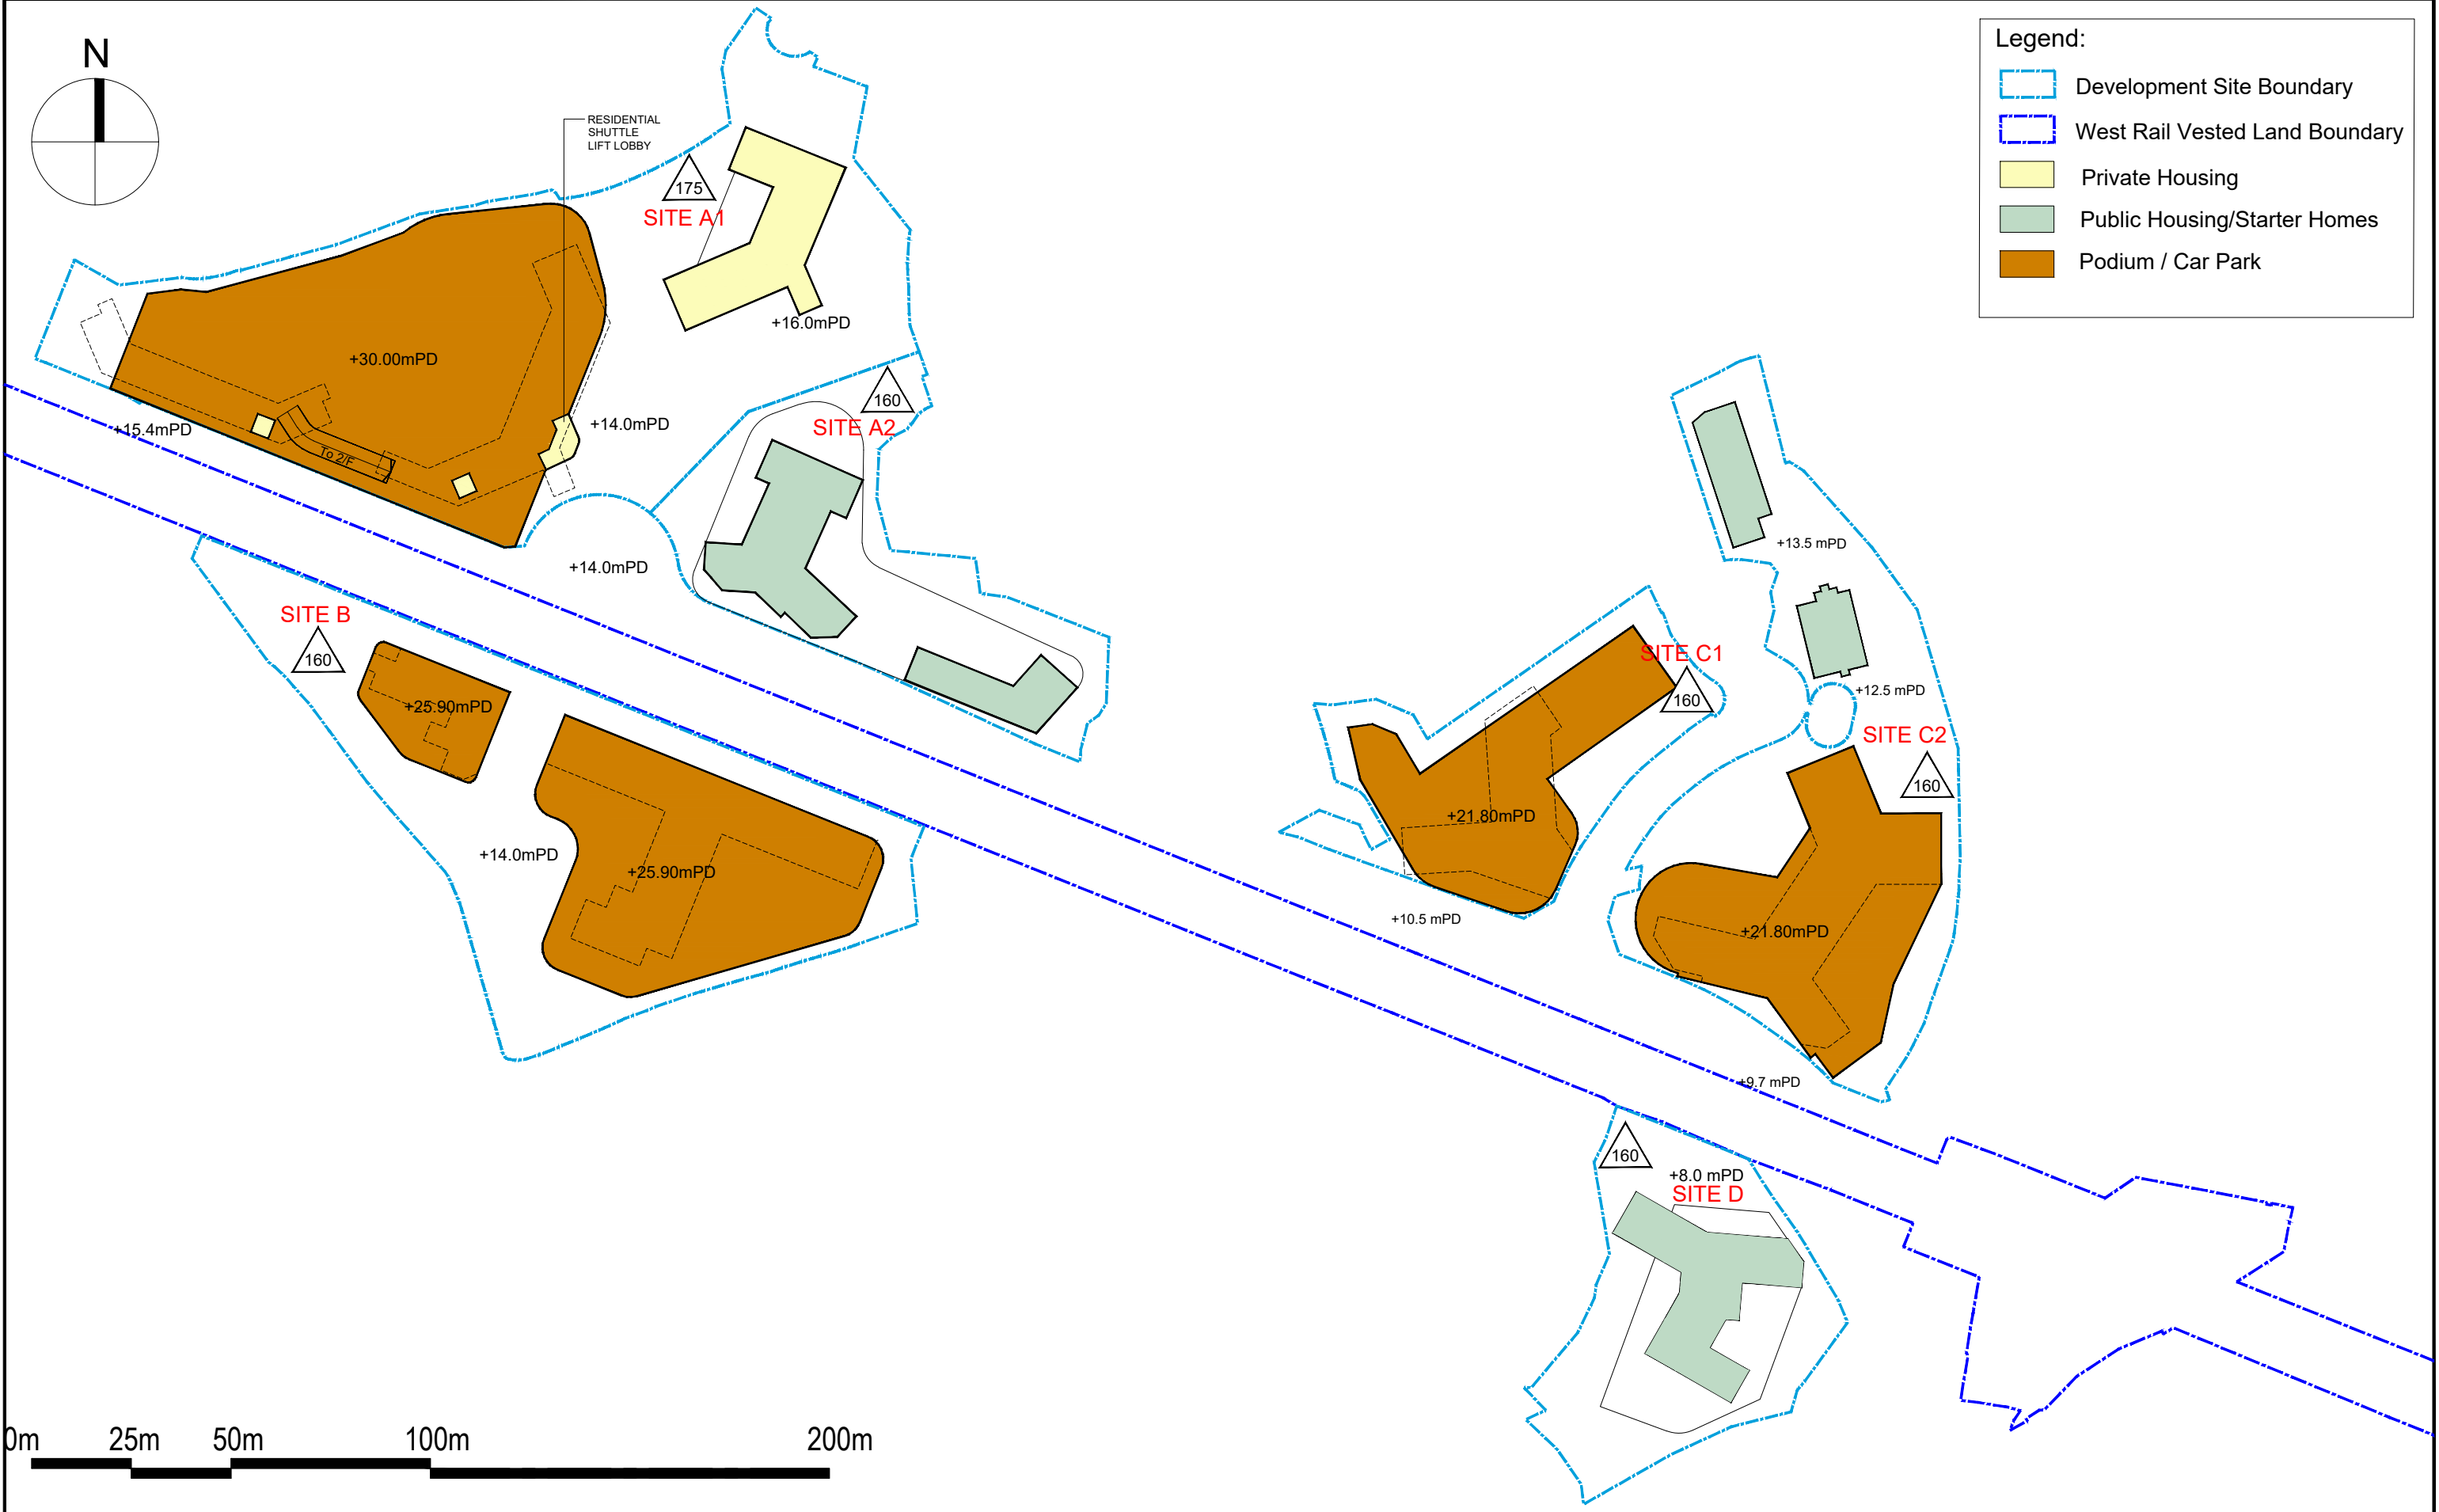 N
Legend:
Development Site Boundary
West Rail Vested Land Boundary
Private Housing
Public Housing/Starter Homes
Podium / Car Park
RESIDENTIAL
SHUTTLE
LIFT LOBBY
175
SITE A1
+16.0mPD
+30.00mPD
160
SITE A2
+14.0mPD
+15.4mPD
To 2/F
+14.0mPD
SITE B
160
+25.90mPD
+14.0mPD
+25.90mPD
+13.5 mPD
SITE C1
160
+12.5 mPD
SITE C2
160
+21.80mPD
+10.5 mPD
+21.80mPD
+9.7 mPD
160
+8.0 mPD
SITE D
0m 25m 50m 100m 200m